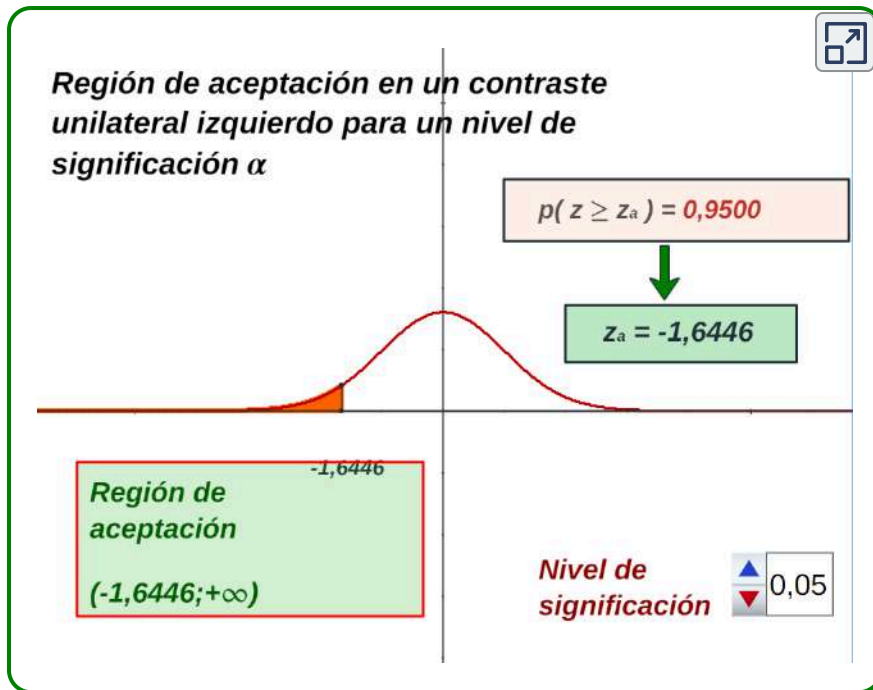 Región de aceptación en un contraste
unilateral izquierdo para un nivel de
significación α
p( z ≥ zₐ ) = 0,9500
zₐ = -1,6446
-1,6446
Región de
aceptación
(-1,6446;+∞)
Nivel de
significación
0,05